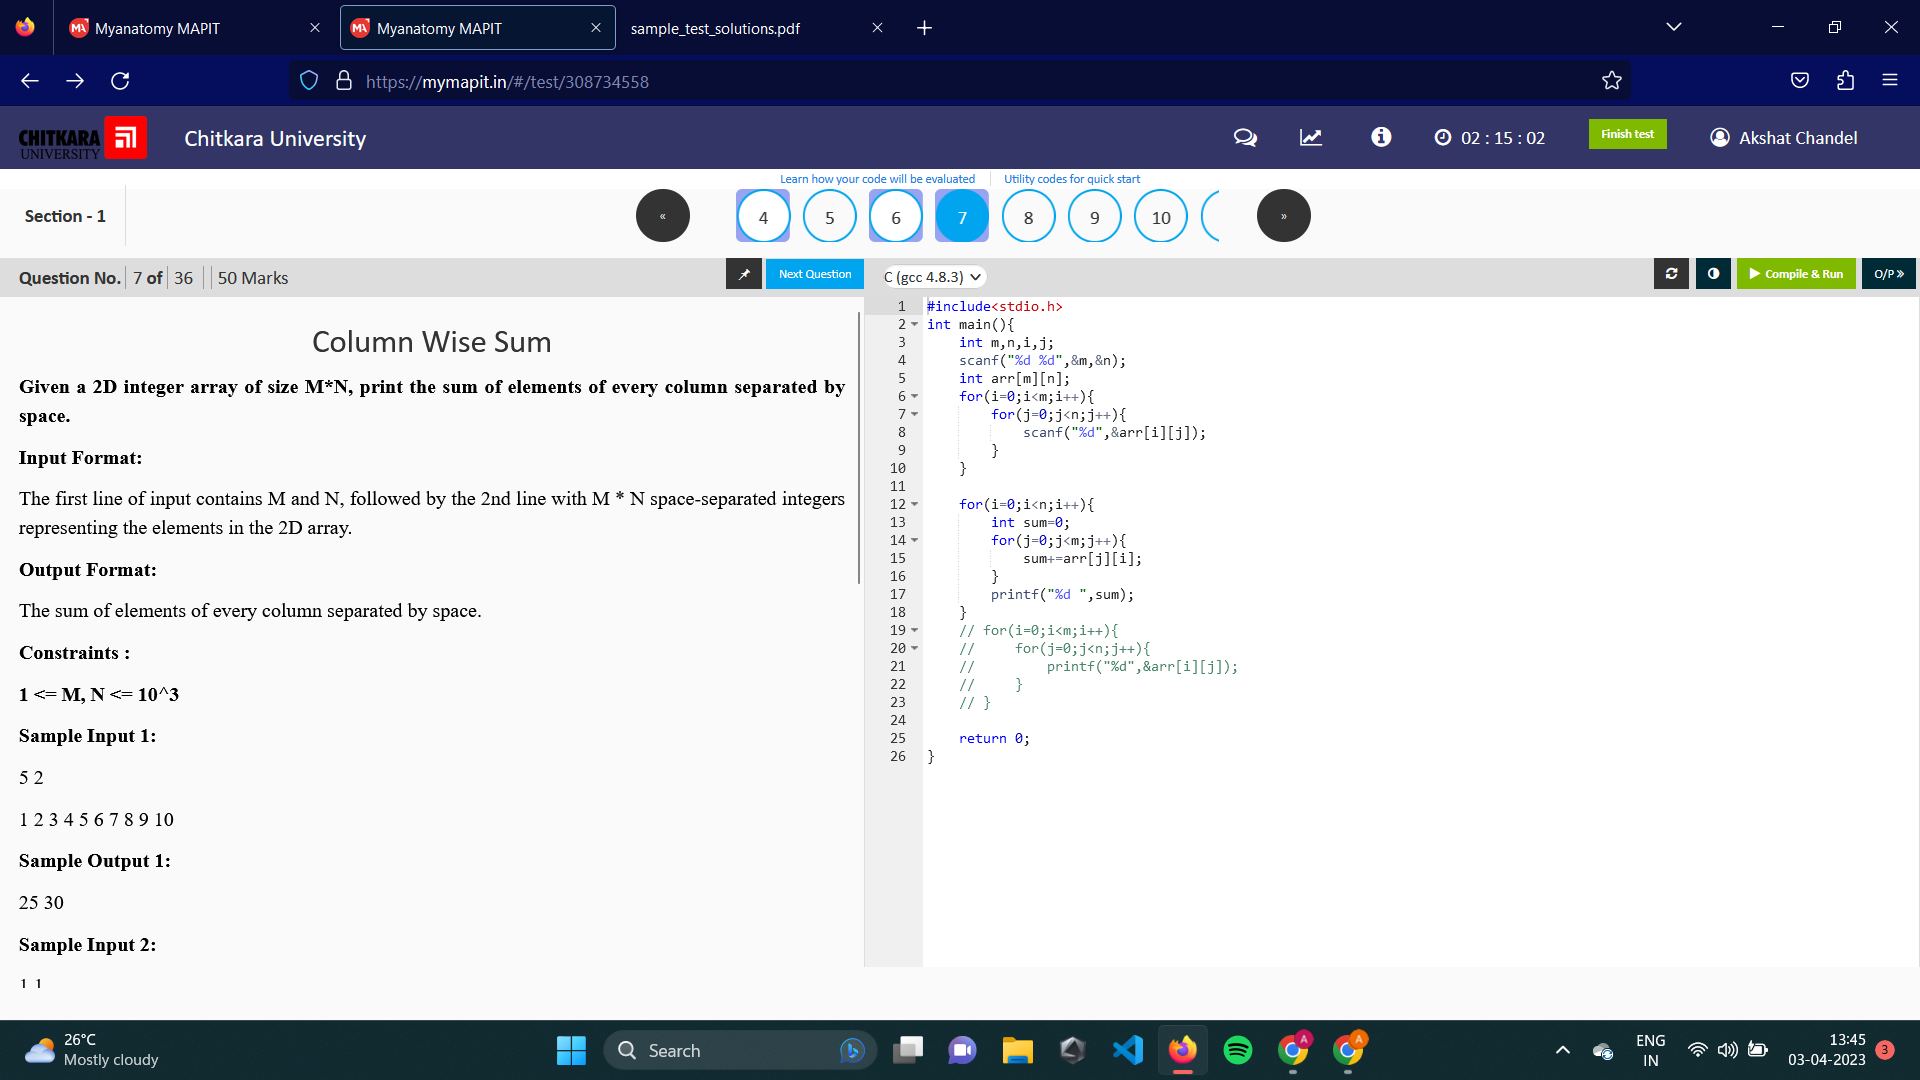 Myanatomy MAPIT
Myanatomy MAPIT
sample_test_solutions.pdf
https://mymapit.in/#/test/308734558
CHITKARA
UNIVERSITY
Chitkara University
02 : 15 : 02
Finish test
Akshat Chandel
Learn how your code will be evaluated
Utility codes for quick start
Section - 1
«
4
5
6
7
8
9
10
»
Question No. 7 of 36 50 Marks
Next Question
C (gcc 4.8.3)
Compile & Run
O/P »
Column Wise Sum
Given a 2D integer array of size M*N, print the sum of elements of every column separated by
space.
Input Format:
The first line of input contains M and N, followed by the 2nd line with M * N space-separated integers
representing the elements in the 2D array.
Output Format:
The sum of elements of every column separated by space.
Constraints :
1 <= M, N <= 10^3
Sample Input 1:
5 2
1 2 3 4 5 6 7 8 9 10
Sample Output 1:
25 30
Sample Input 2:
1 1
1 #include<stdio.h>
2 int main(){
3     int m,n,i,j;
4     scanf("%d %d",&m,&n);
5     int arr[m][n];
6     for(i=0;i<m;i++){
7         for(j=0;j<n;j++){
8             scanf("%d",&arr[i][j]);
9         }
10     }
11
12     for(i=0;i<n;i++){
13         int sum=0;
14         for(j=0;j<m;j++){
15             sum+=arr[j][i];
16         }
17         printf("%d ",sum);
18     }
19     // for(i=0;i<m;i++){
20     //     for(j=0;j<n;j++){
21     //         printf("%d",&arr[i][j]);
22     //     }
23     // }
24
25     return 0;
26 }
26°C
Mostly cloudy
Search
A
A
ENG
IN
13:45
03-04-2023
3